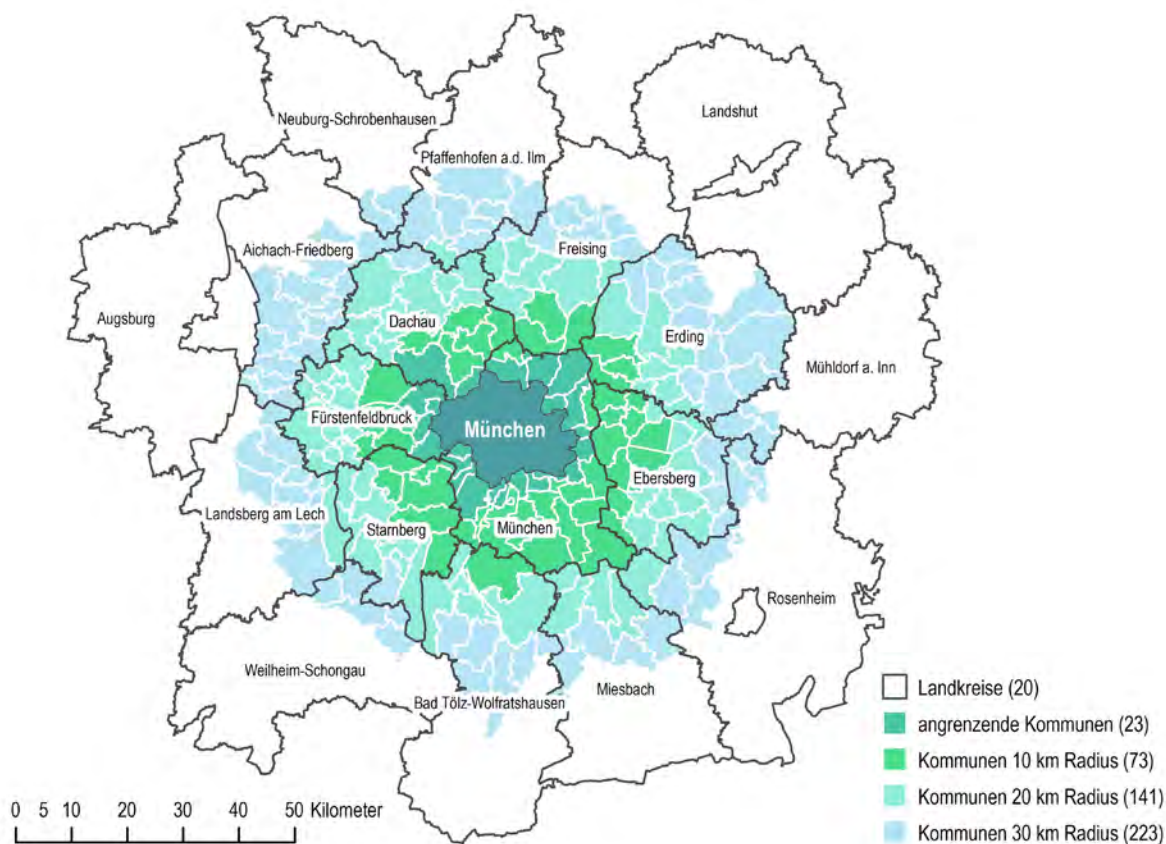 Neuburg-Schrobenhausen
Landshut
Pfaffenhofen a.d. Ilm
Aichach-Friedberg
Freising
Augsburg
Dachau
Erding
Mühldorf a. Inn
Fürstenfeldbruck
München
Ebersberg
Landsberg am Lech
Starnberg
München
Rosenheim
Weilheim-Schongau
Miesbach
Bad Tölz-Wolfratshausen
Landkreise (20)
angrenzende Kommunen (23)
Kommunen 10 km Radius (73)
Kommunen 20 km Radius (141)
Kommunen 30 km Radius (223)
0 5 10 20 30 40 50 Kilometer